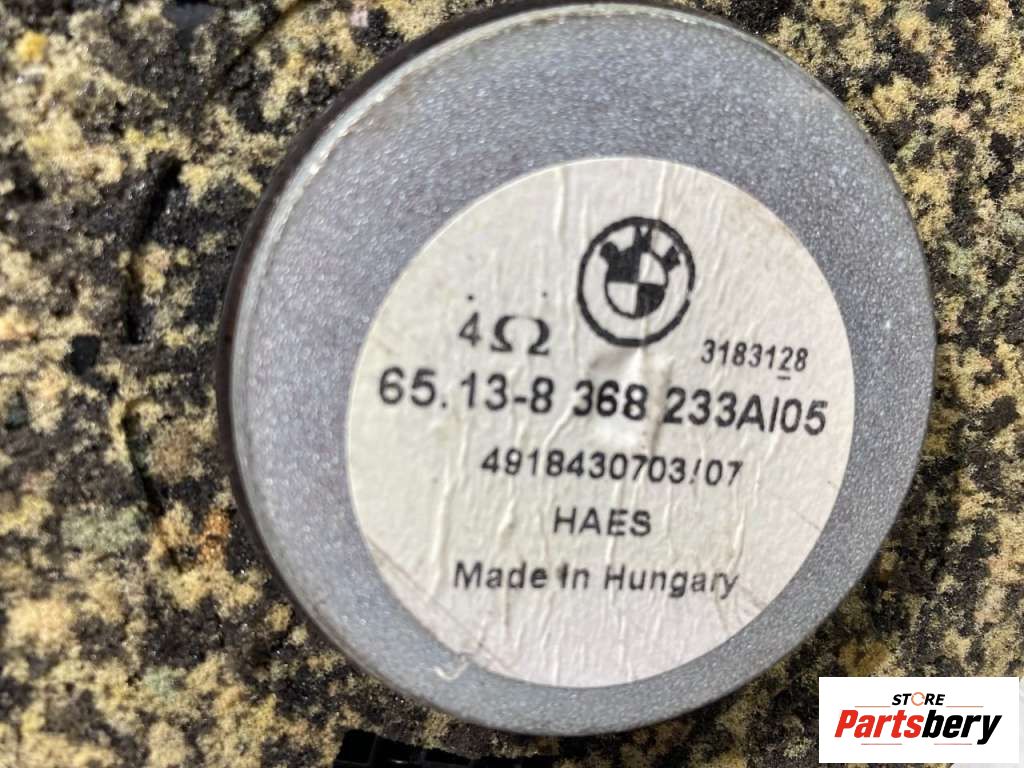 4Ω
3183128
65.13-8 368 233AI05
4918430703/07
HAES
Made in Hungary
STORE
Partsbery